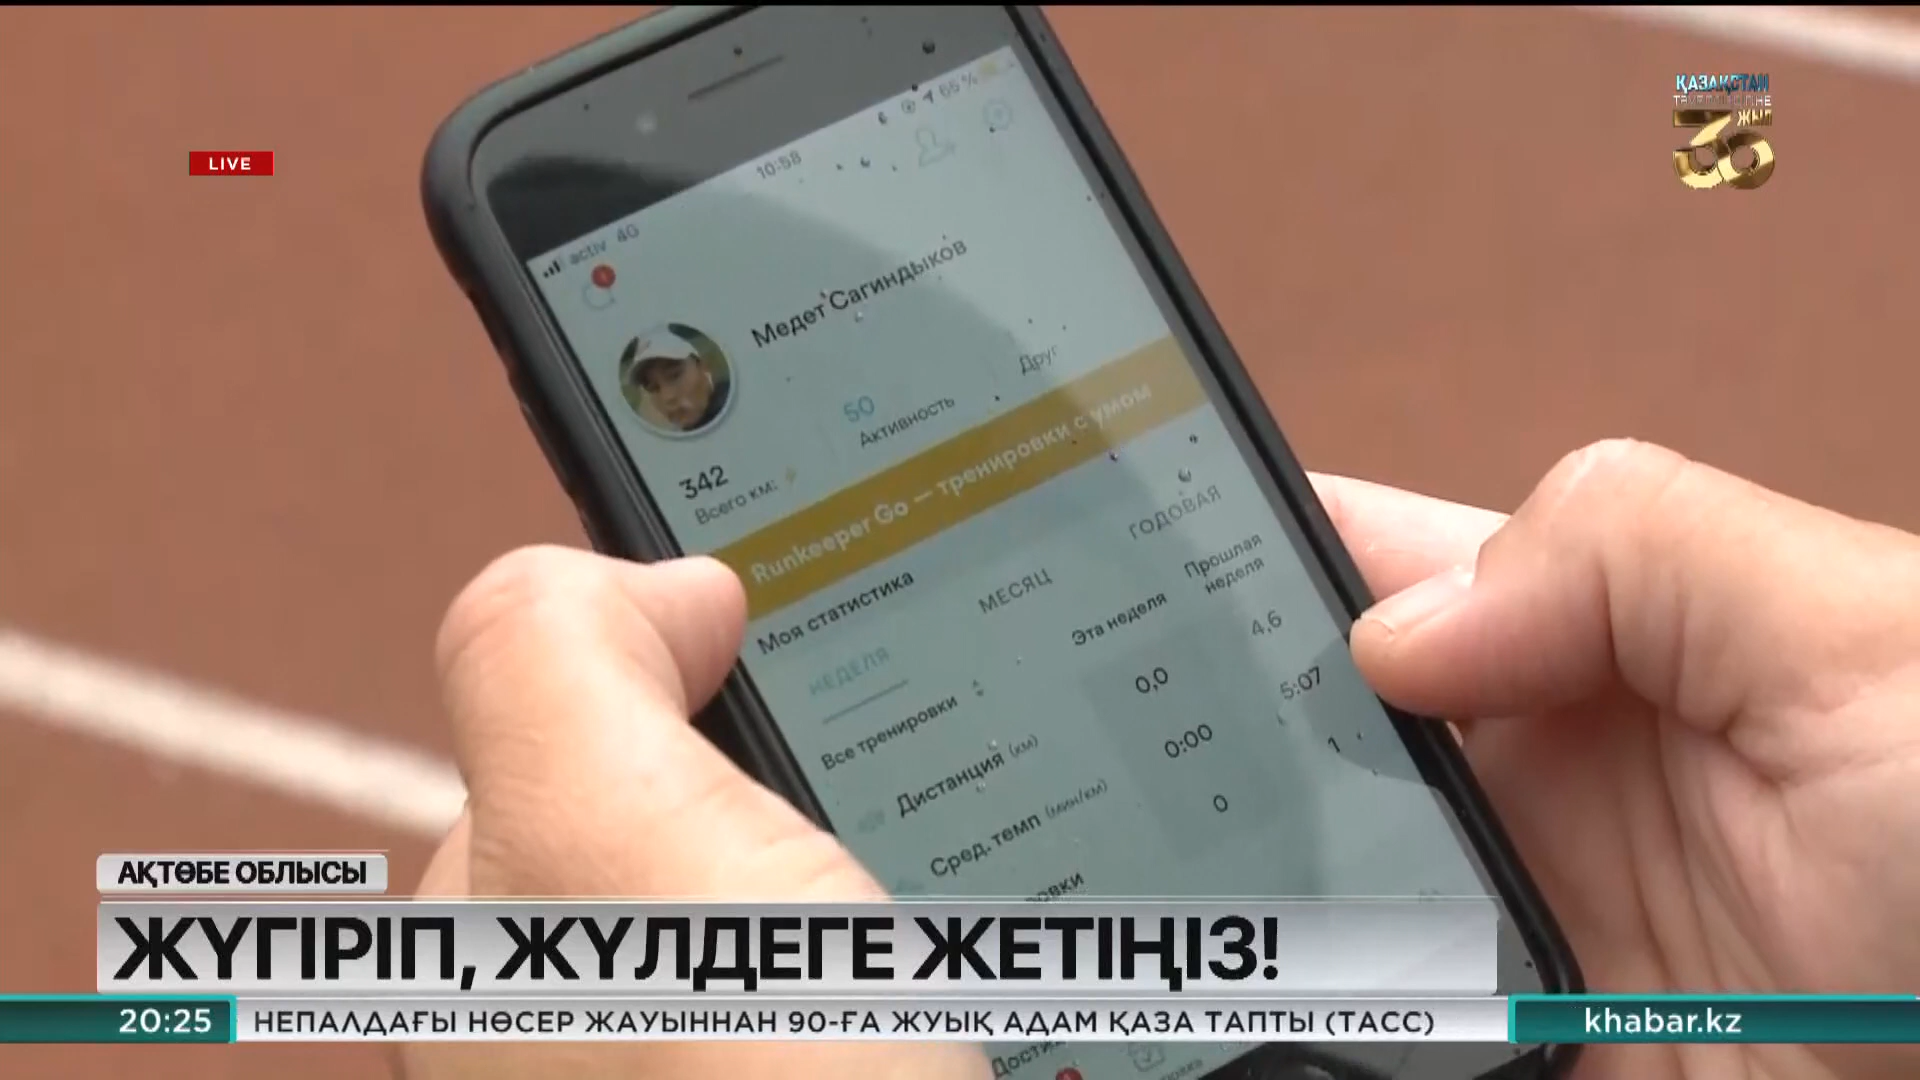 LIVE
ҚАЗАҚСТАН
ТӘУЕЛСІЗДІГІНЕ
30 ЖЫЛ
activ 4G
10:58
65 %
1
Медет Сагиндыков
342
Всего км:
50
Активность
Runkeeper Go — тренировки с умом
Моя статистика
НЕДЕЛЯ
МЕСЯЦ
ГОДОВАЯ
Эта неделя
Прошлая
неделя
Все тренировки
Дистанция (км)
0,0
4,6
Сред. темп (мин/км)
0:00
5:07
0
1
АҚТӨБЕ ОБЛЫСЫ
ЖҮГІРІП, ЖҮЛДЕГЕ ЖЕТІҢІЗ!
20:25
НЕПАЛДАҒЫ НӨСЕР ЖАУЫННАН 90-ҒА ЖУЫҚ АДАМ ҚАЗА ТАПТЫ (ТАСС)
khabar.kz